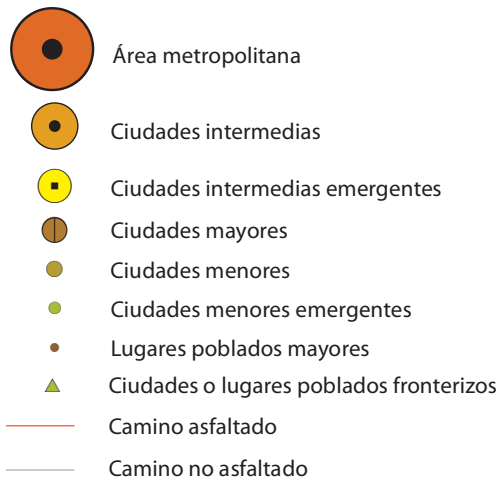 Área metropolitana
Ciudades intermedias
Ciudades intermedias emergentes
Ciudades mayores
Ciudades menores
Ciudades menores emergentes
Lugares poblados mayores
Ciudades o lugares poblados fronterizos
Camino asfaltado
Camino no asfaltado